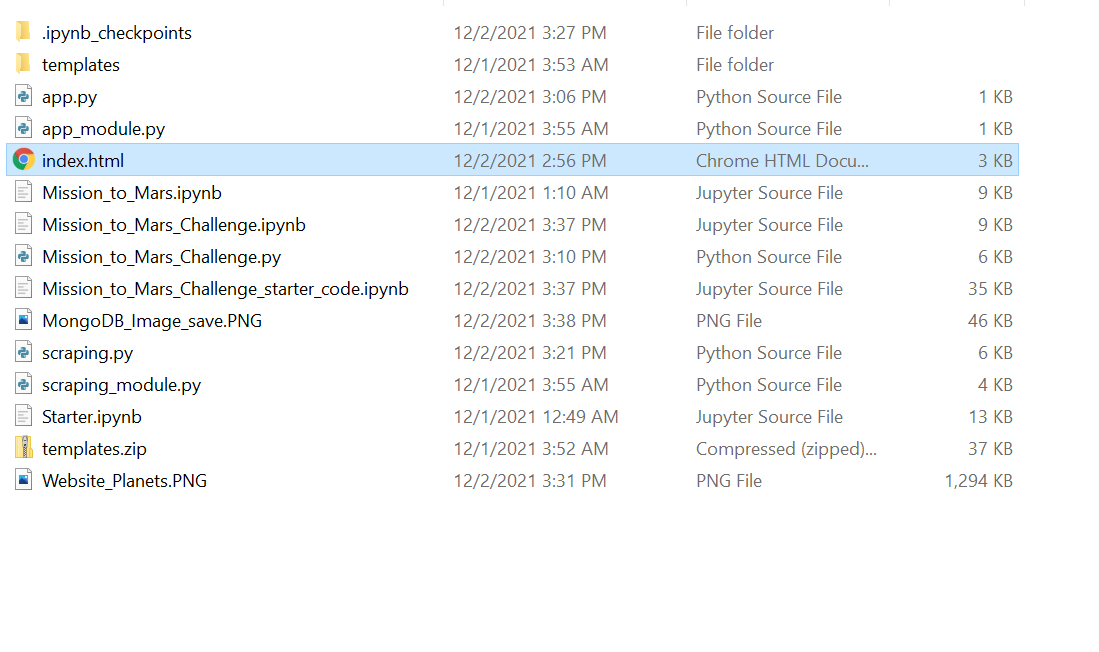 .ipynb_checkpoints 12/2/2021 3:27 PM File folder
templates 12/1/2021 3:53 AM File folder
app.py 12/2/2021 3:06 PM Python Source File 1 KB
app_module.py 12/1/2021 3:55 AM Python Source File 1 KB
index.html 12/2/2021 2:56 PM Chrome HTML Docu... 3 KB
Mission_to_Mars.ipynb 12/1/2021 1:10 AM Jupyter Source File 9 KB
Mission_to_Mars_Challenge.ipynb 12/2/2021 3:37 PM Jupyter Source File 9 KB
Mission_to_Mars_Challenge.py 12/2/2021 3:10 PM Python Source File 6 KB
Mission_to_Mars_Challenge_starter_code.ipynb 12/2/2021 3:37 PM Jupyter Source File 35 KB
MongoDB_Image_save.PNG 12/2/2021 3:38 PM PNG File 46 KB
scraping.py 12/2/2021 3:21 PM Python Source File 6 KB
scraping_module.py 12/1/2021 3:55 AM Python Source File 4 KB
Starter.ipynb 12/1/2021 12:49 AM Jupyter Source File 13 KB
templates.zip 12/1/2021 3:52 AM Compressed (zipped)... 37 KB
Website_Planets.PNG 12/2/2021 3:31 PM PNG File 1,294 KB